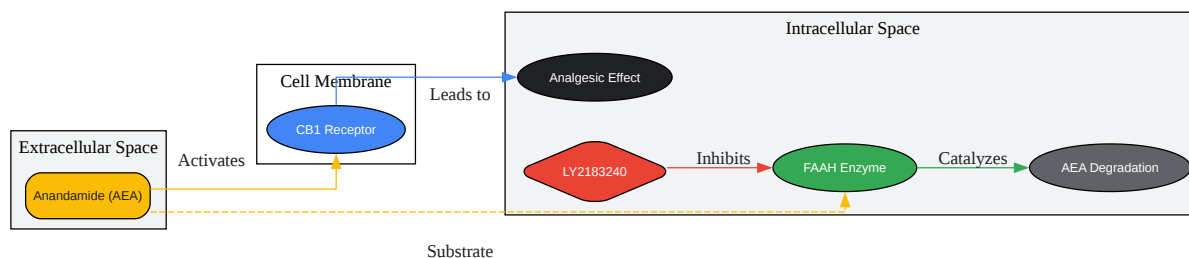 Intracellular Space
Analgesic Effect
Cell Membrane
Leads to
CB1 Receptor
Extracellular Space
Activates
Inhibits
Catalyzes
LY2183240
FAAH Enzyme
AEA Degradation
Anandamide (AEA)
Substrate